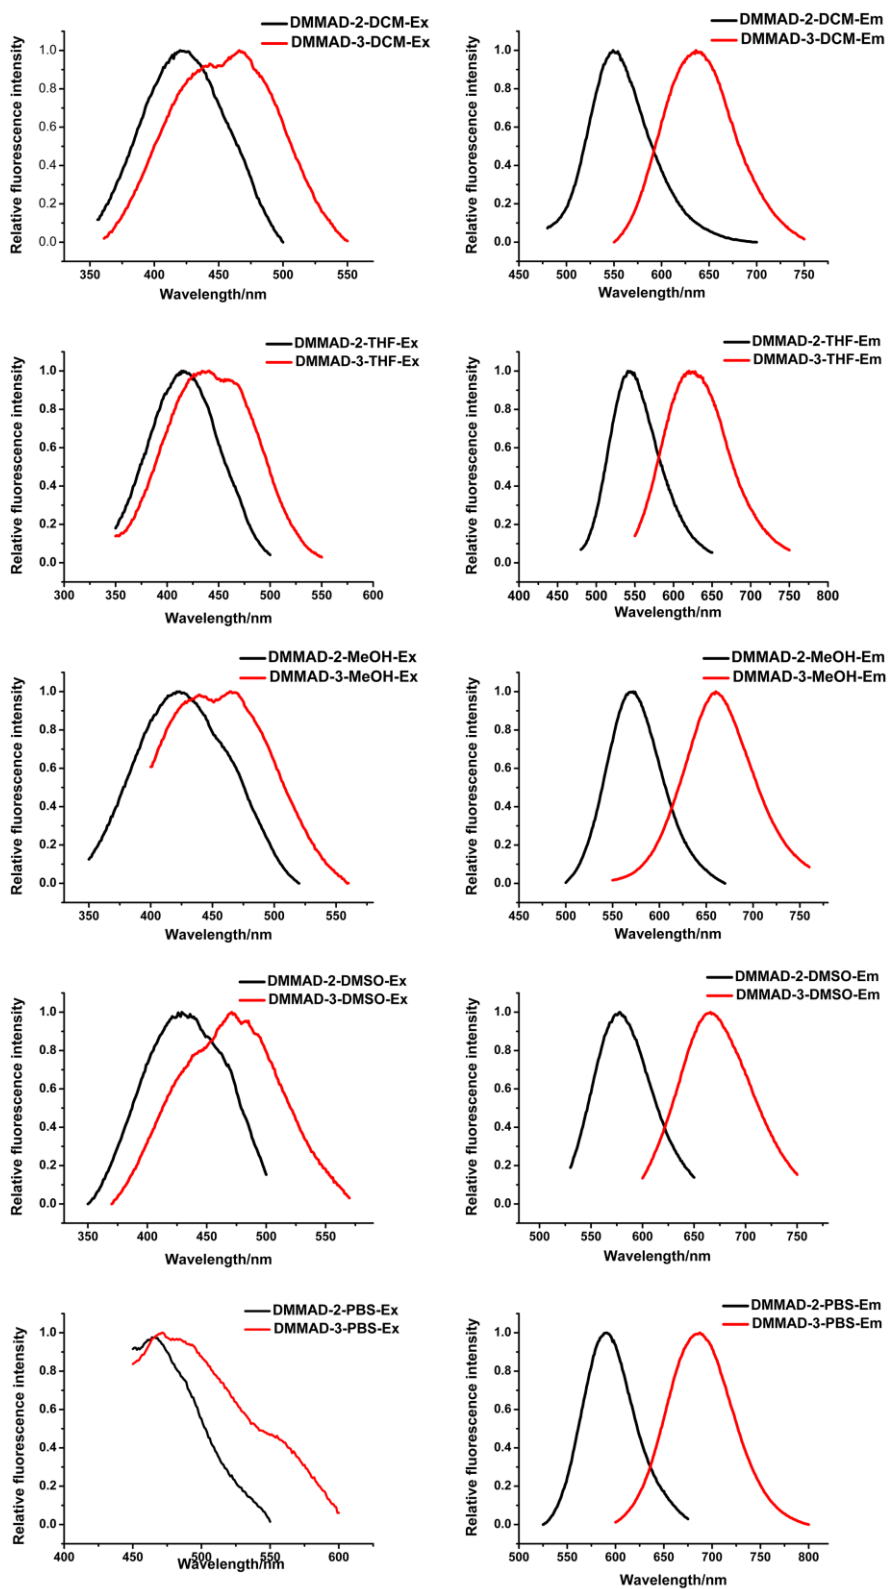 DMMAD-2-DCM-Ex
DMMAD-3-DCM-Ex
Relative fluorescence intensity
1.0
0.8
0.6
0.4
0.2
0.0
350 400 450 500 550
Wavelength/nm
DMMAD-2-DCM-Em
DMMAD-3-DCM-Em
Relative fluorescence intensity
1.0
0.8
0.6
0.4
0.2
0.0
450 500 550 600 650 700 750
Wavelength/nm
DMMAD-2-THF-Ex
DMMAD-3-THF-Ex
Relative fluorescence intensity
1.0
0.8
0.6
0.4
0.2
0.0
300 350 400 450 500 550 600
Wavelength/nm
DMMAD-2-THF-Em
DMMAD-3-THF-Em
Relative fluorescence intensity
1.0
0.8
0.6
0.4
0.2
0.0
400 450 500 550 600 650 700 750 800
Wavelength/nm
DMMAD-2-MeOH-Ex
DMMAD-3-MeOH-Ex
Relative fluorescence intensity
1.0
0.8
0.6
0.4
0.2
0.0
350 400 450 500 550
Wavelength/nm
DMMAD-2-MeOH-Em
DMMAD-3-MeOH-Em
Relative fluorescence intensity
1.0
0.8
0.6
0.4
0.2
0.0
450 500 550 600 650 700 750
Wavelength/nm
DMMAD-2-DMSO-Ex
DMMAD-3-DMSO-Ex
Relative fluorescence intensity
1.0
0.8
0.6
0.4
0.2
0.0
350 400 450 500 550
Wavelength/nm
DMMAD-2-DMSO-Em
DMMAD-3-DMSO-Em
Relative fluorescence intensity
1.0
0.8
0.6
0.4
0.2
0.0
500 550 600 650 700 750
Wavelength/nm
DMMAD-2-PBS-Ex
DMMAD-3-PBS-Ex
Relative fluorescence intensity
1.0
0.8
0.6
0.4
0.2
0.0
400 450 500 550 600
Wavelength/nm
DMMAD-2-PBS-Em
DMMAD-3-PBS-Em
Relative fluorescence intensity
1.0
0.8
0.6
0.4
0.2
0.0
500 550 600 650 700 750 800
Wavelength/nm